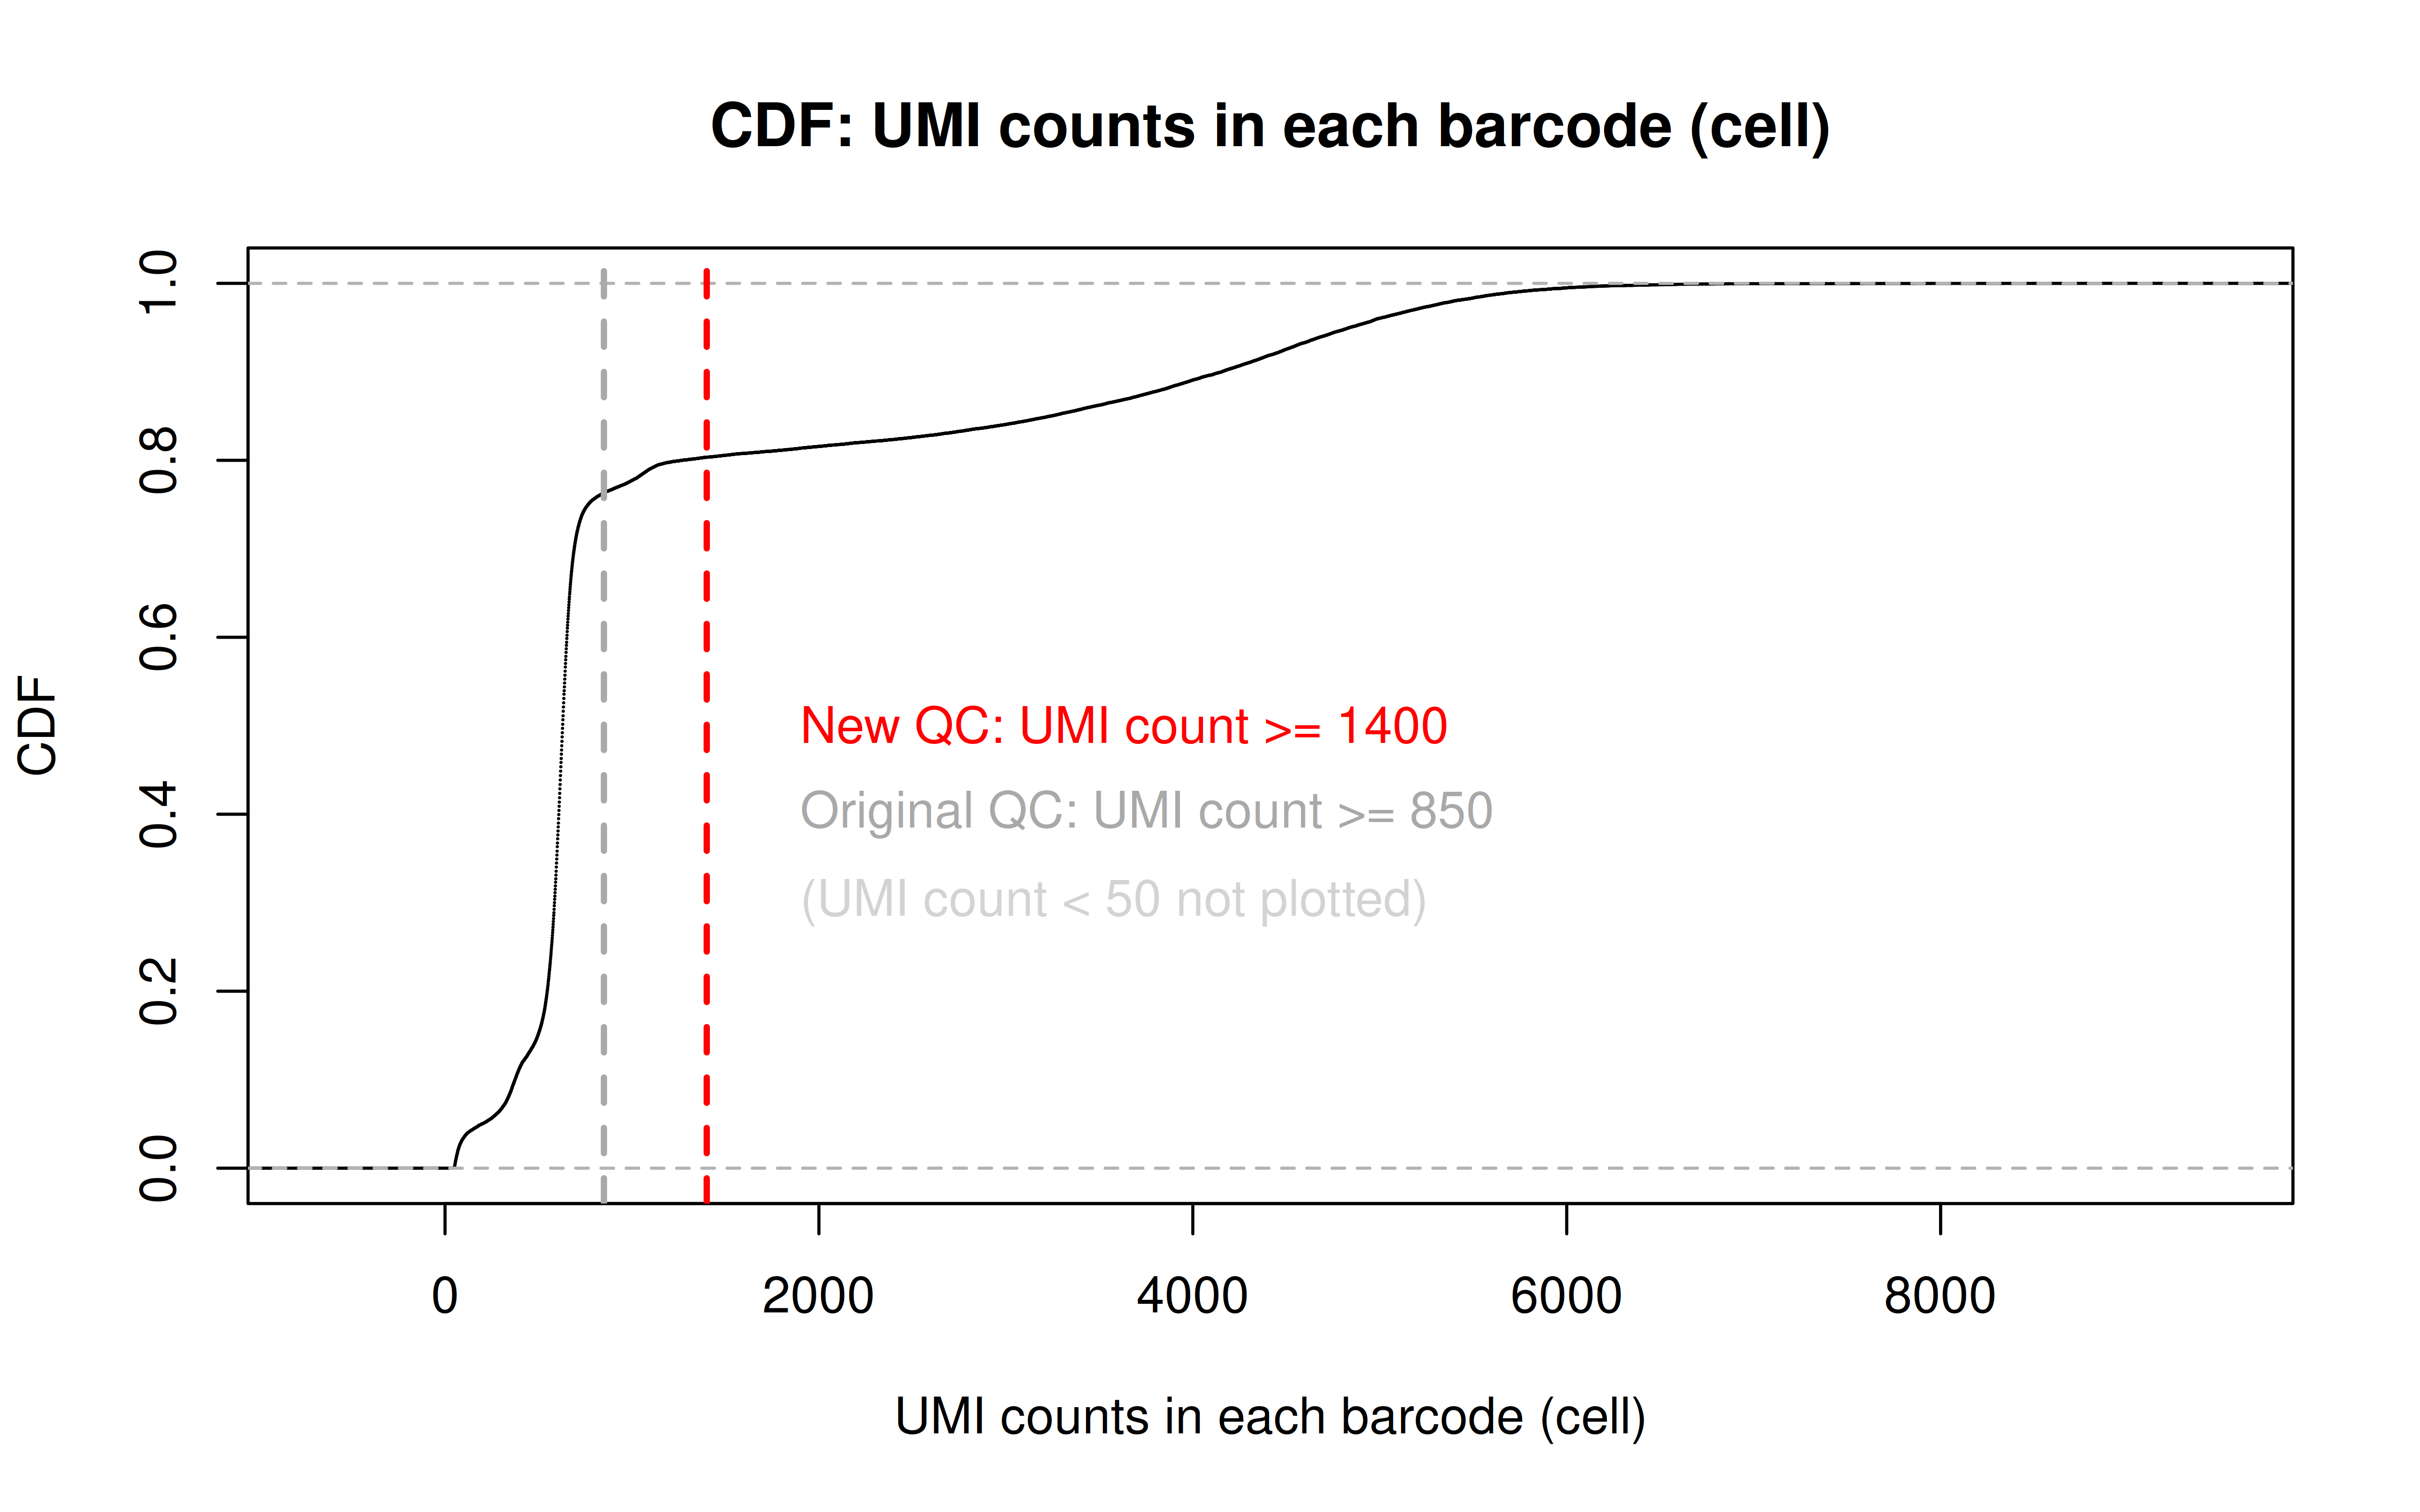 CDF: UMI counts in each barcode (cell)
CDF
1.0
0.8
0.6
0.4
0.2
0.0
New QC: UMI count >= 1400
Original QC: UMI count >= 850
(UMI count < 50 not plotted)
0 2000 4000 6000 8000
UMI counts in each barcode (cell)